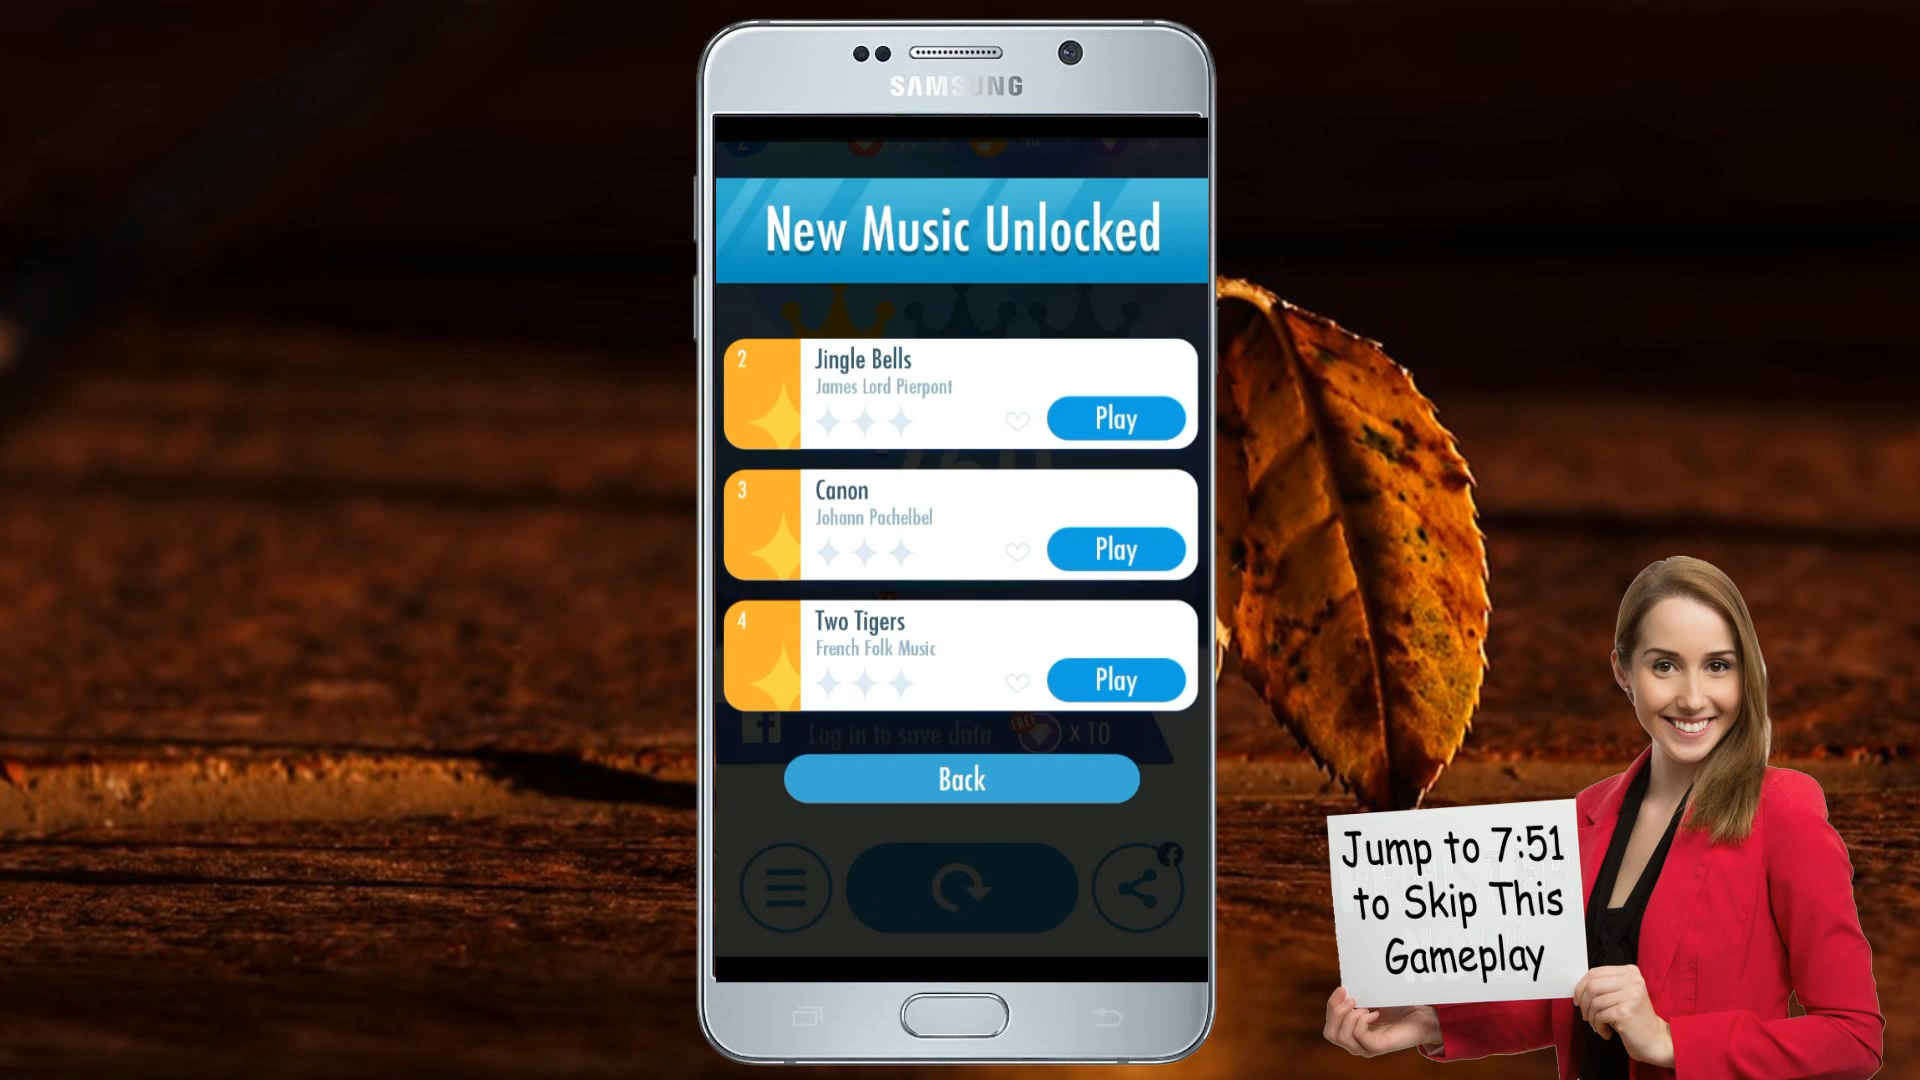 SAMSUNG
New Music Unlocked
2
Jingle Bells
James Lord Pierpont
Play
3
Canon
Johann Pachelbel
Play
4
Two Tigers
French Folk Music
Play
Log in to save data
FREE
x 10
Back
Jump to 7:51
to Skip This
Gameplay